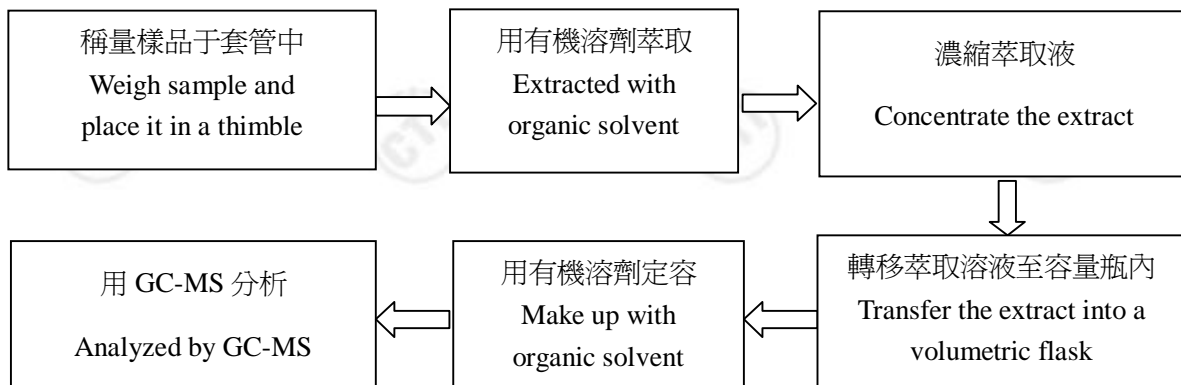 稱量樣品于套管中
Weigh sample and
place it in a thimble
用有機溶劑萃取
Extracted with
organic solvent
濃縮萃取液
Concentrate the extract
轉移萃取溶液至容量瓶內
Transfer the extract into a
volumetric flask
用有機溶劑定容
Make up with
organic solvent
用 GC-MS 分析
Analyzed by GC-MS